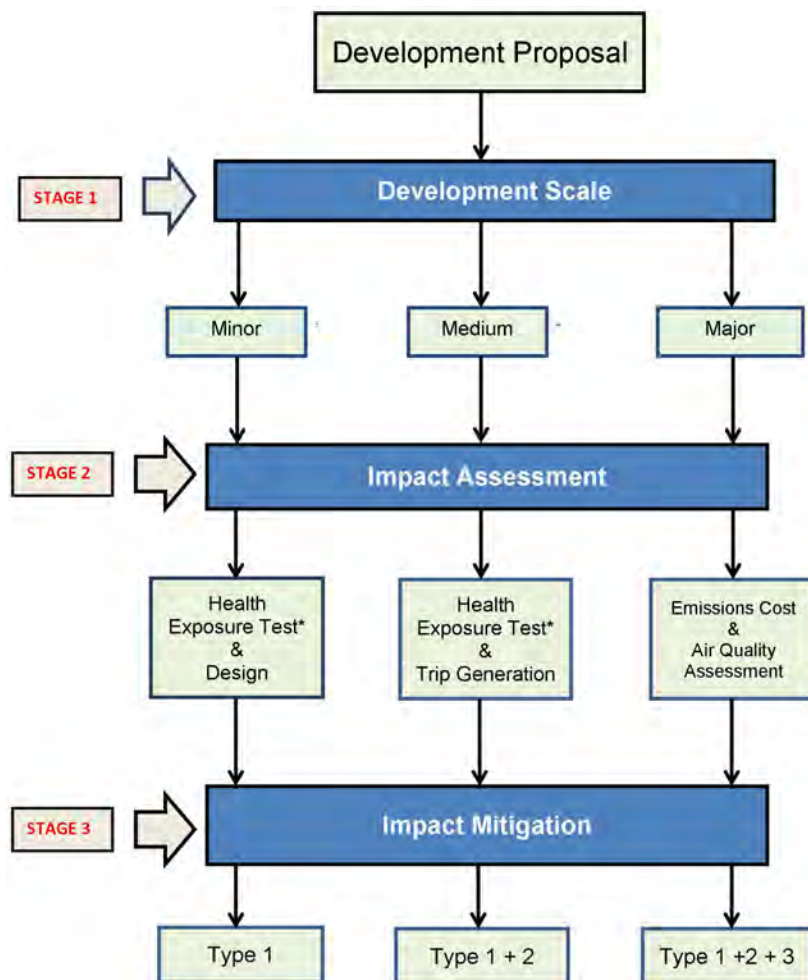 Development Proposal
STAGE 1
Development Scale
Minor
Medium
Major
STAGE 2
Impact Assessment
Health
Exposure Test*
&
Design
Health
Exposure Test*
&
Trip Generation
Emissions Cost
&
Air Quality
Assessment
STAGE 3
Impact Mitigation
Type 1
Type 1 + 2
Type 1 +2 + 3